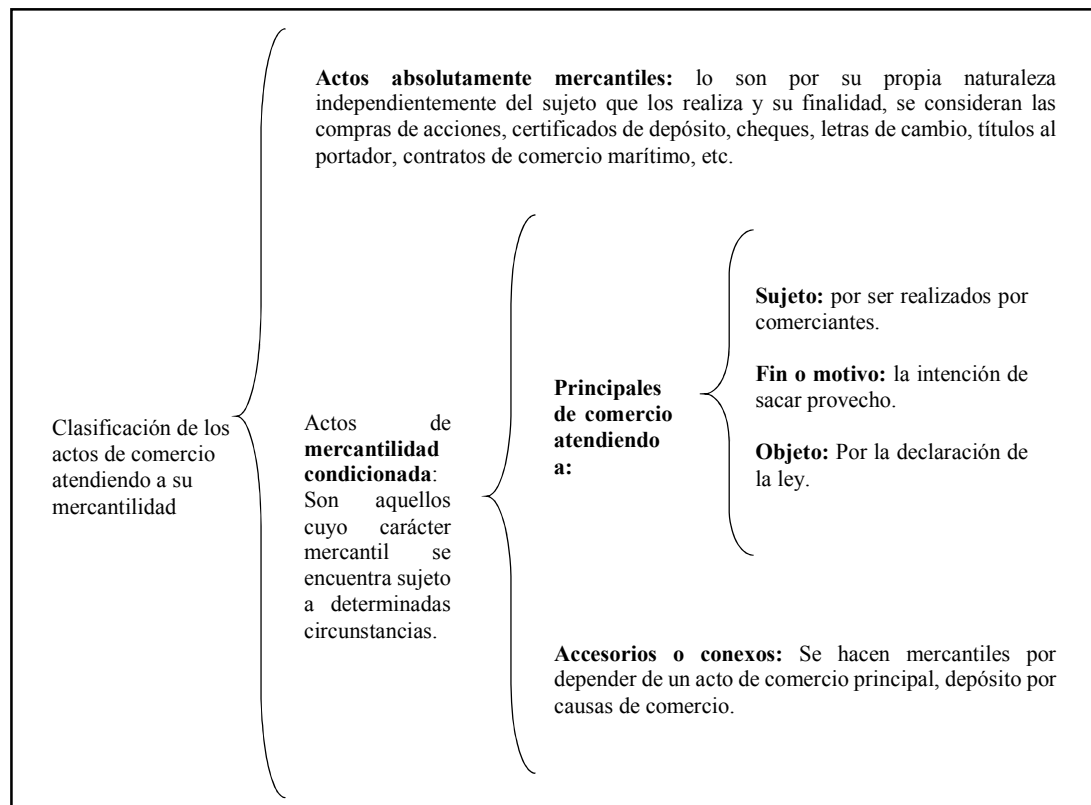 Actos absolutamente mercantiles: lo son por su propia naturaleza
independientemente del sujeto que los realiza y su finalidad, se consideran las
compras de acciones, certificados de depósito, cheques, letras de cambio, títulos al
portador, contratos de comercio marítimo, etc.
Clasificación de los
actos de comercio
atendiendo a su
mercantilidad
Actos de
mercantilidad
condicionada:
Son aquellos
cuyo carácter
mercantil se
encuentra sujeto
a determinadas
circunstancias.
Principales
de comercio
atendiendo
a:
Sujeto: por ser realizados por
comerciantes.
Fin o motivo: la intención de
sacar provecho.
Objeto: Por la declaración de
la ley.
Accesorios o conexos: Se hacen mercantiles por
depender de un acto de comercio principal, depósito por
causas de comercio.